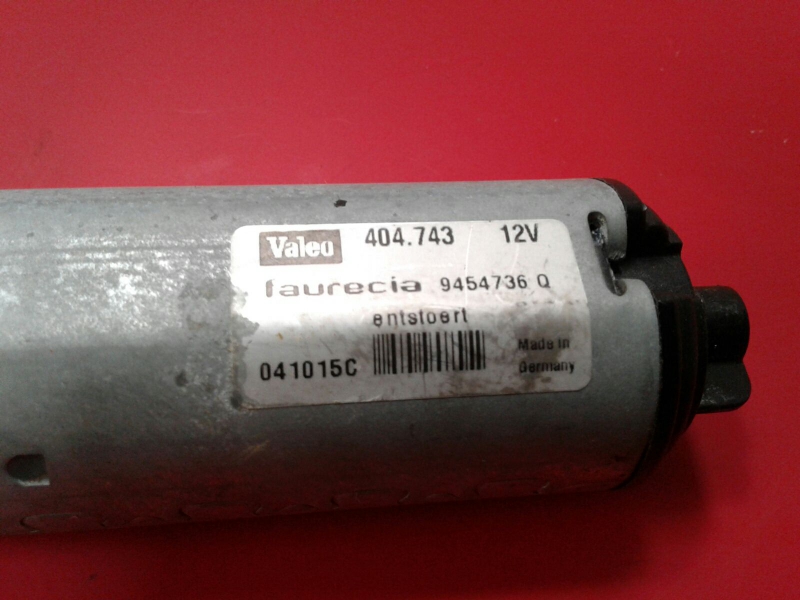 Valeo 404.743 12V
faurecia 9454736 Q
entstoert
041015C
Made in
Germany